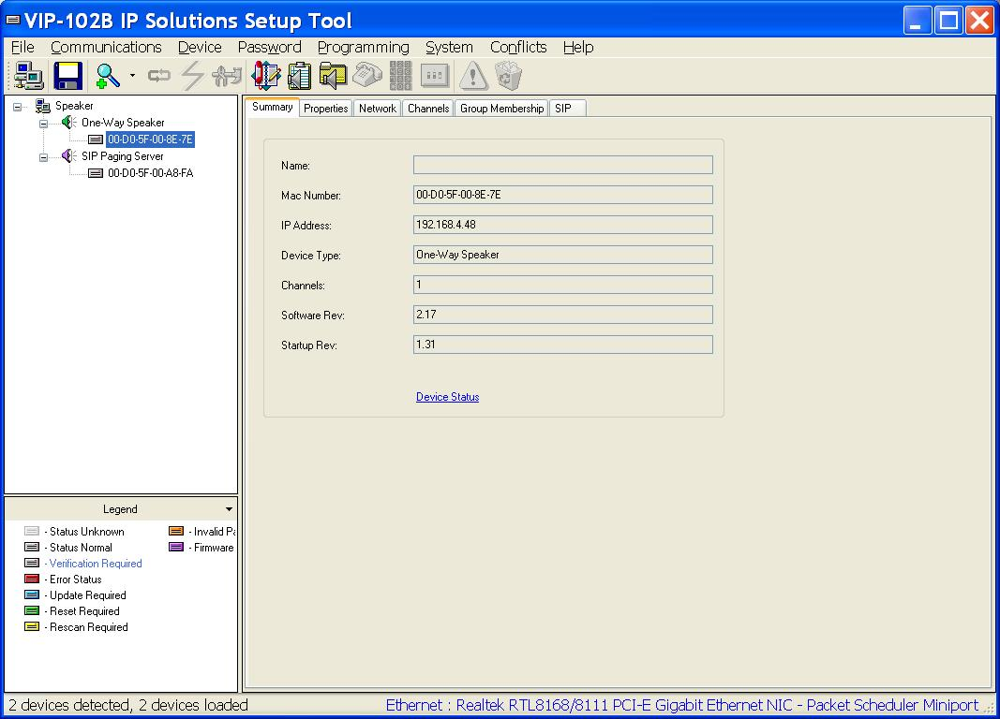 VIP-102B IP Solutions Setup Tool
File Communications Device Password Programming System Conflicts Help
Speaker
One-Way Speaker
00-D0-5F-00-8E-7E
SIP Paging Server
00-D0-5F-00-A8-FA
Summary Properties Network Channels Group Membership SIP
Name:
Mac Number: 00-D0-5F-00-8E-7E
IP Address: 192.168.4.48
Device Type: One-Way Speaker
Channels: 1
Software Rev: 2.17
Startup Rev: 1.31
Device Status
Legend
- Status Unknown - Invalid Pa
- Status Normal - Firmware
- Verification Required
- Error Status
- Update Required
- Reset Required
- Rescan Required
2 devices detected, 2 devices loaded Ethernet : Realtek RTL8168/8111 PCI-E Gigabit Ethernet NIC - Packet Scheduler Miniport